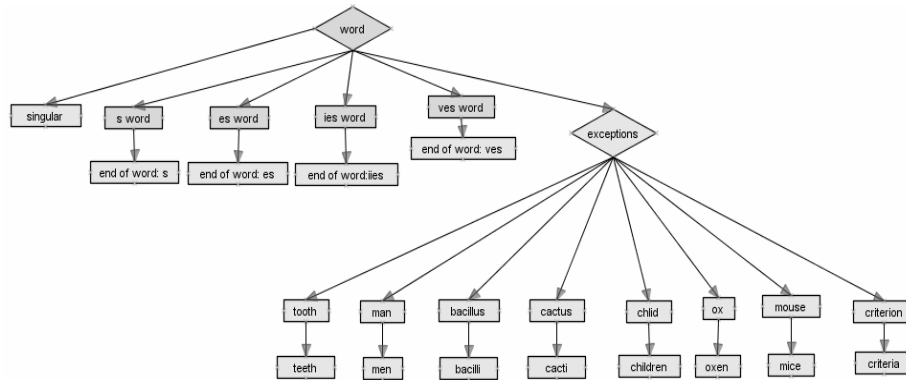 word
singular
s word
es word
ies word
ves word
exceptions
end of word: s
end of word: es
end of word:iies
end of word: ves
tooth
man
bacillus
cactus
chlid
ox
mouse
criterion
teeth
men
bacilli
cacti
children
oxen
mice
criteria